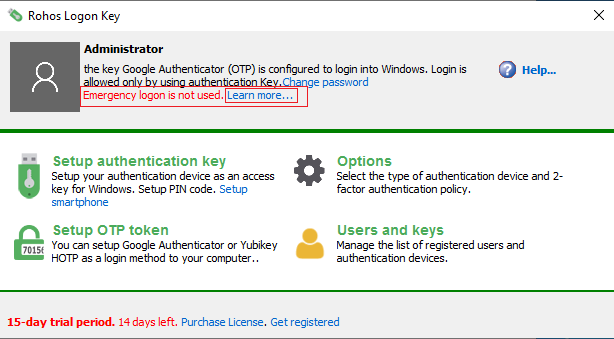 Rohos Logon Key
Administrator
the key Google Authenticator (OTP) is configured to login into Windows. Login is
allowed only by using authentication Key.Change password
Emergency logon is not used. Learn more...
Help...
Setup authentication key
Setup your authentication device as an access
key for Windows. Setup PIN code. Setup
smartphone
Options
Select the type of authentication device and 2-
factor authentication policy.
Setup OTP token
You can setup Google Authenticator or Yubikey
HOTP as a login method to your computer..
Users and keys
Manage the list of registered users and
authentication devices.
15-day trial period. 14 days left. Purchase License. Get registered